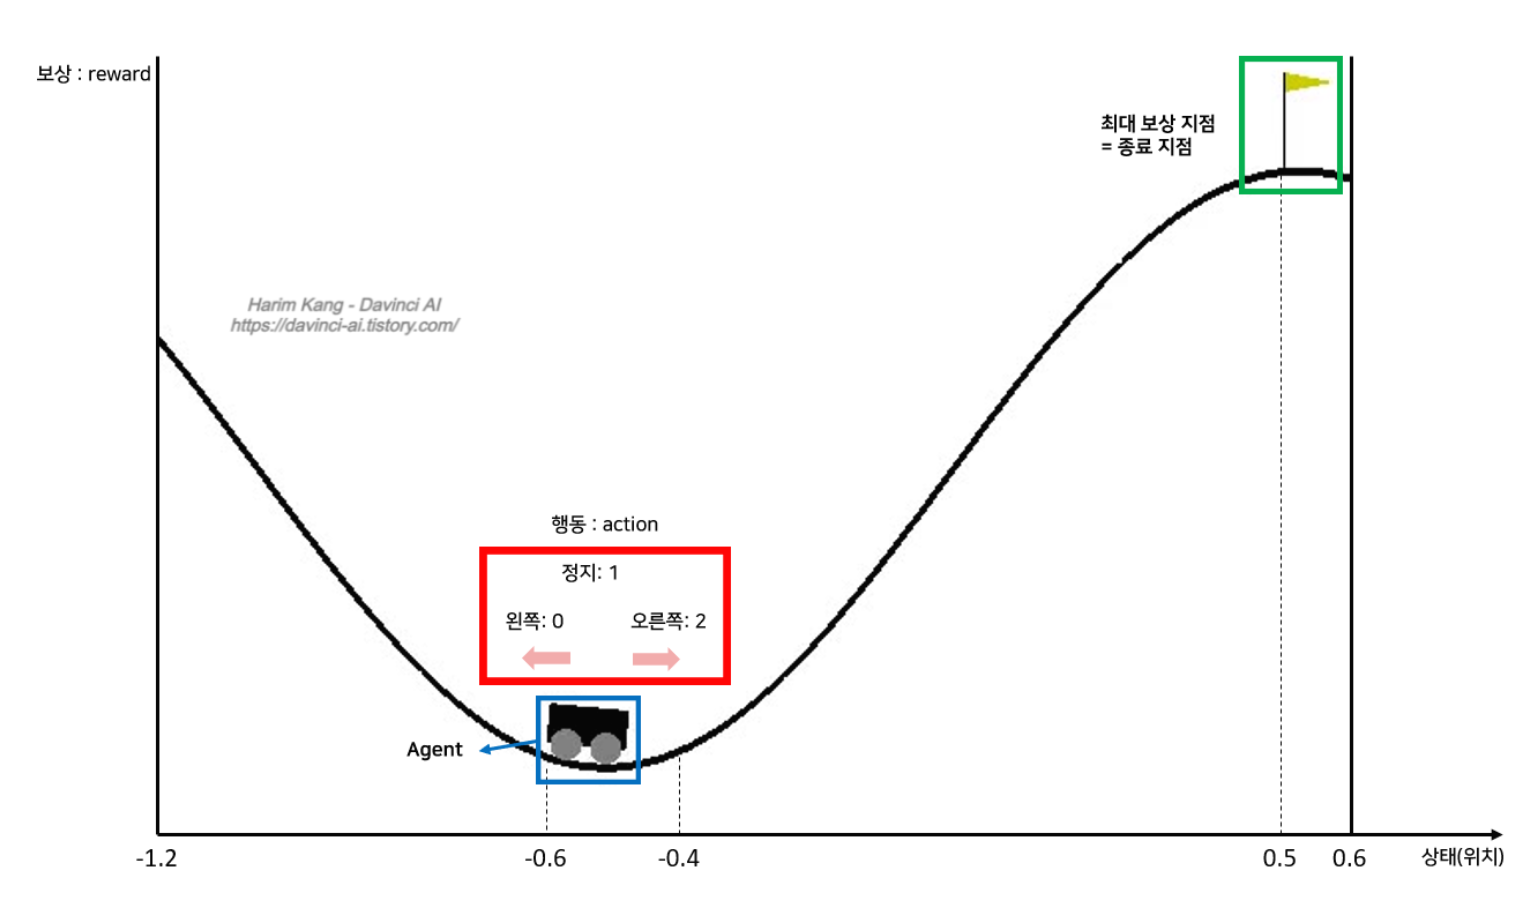 보상 : reward
최대 보상 지점
= 종료 지점
Harim Kang - Davinci AI
https://davinci-ai.tistory.com/
행동 : action
정지: 1
왼쪽: 0
오른쪽: 2
Agent
-1.2
-0.6
-0.4
0.5
0.6
상태(위치)